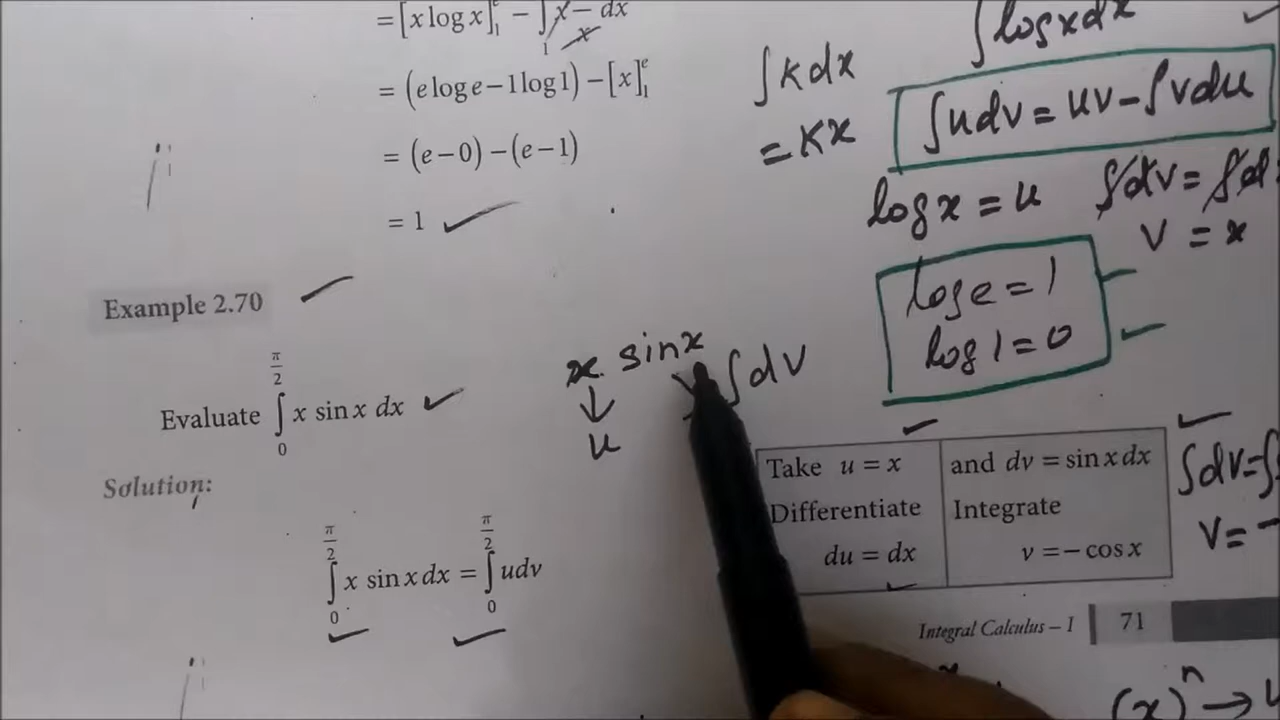 = [x log x]₁ᵉ − ∫₁ x − dx
x
= (e log e − 1 log 1) − [x]₁ᵉ
= (e − 0) − (e − 1)
= 1
∫ log x dx
∫ k dx
= kx
∫ u dv = uv − ∫ v du
log x = u
∫ dv = ∫ d
v = x
log e = 1
log 1 = 0
Example 2.70
π/2
Evaluate ∫ x sin x dx
0
x . sin x
↓
u
∫ dv
Solution:
π/2 π/2
∫ x sin x dx = ∫ u dv
0 0
Take u = x and dv = sin x dx
Differentiate Integrate
du = dx v = − cos x
∫ dv = ∫
v = −
Integral Calculus – I 71
(x)ⁿ →